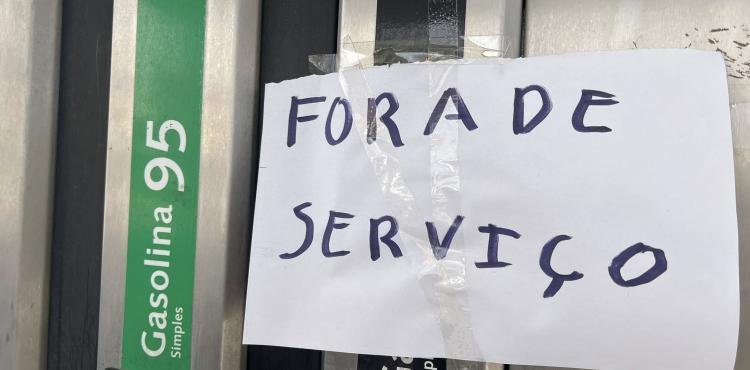 Gasolina 95
simples
FORA DE
SERVIÇO